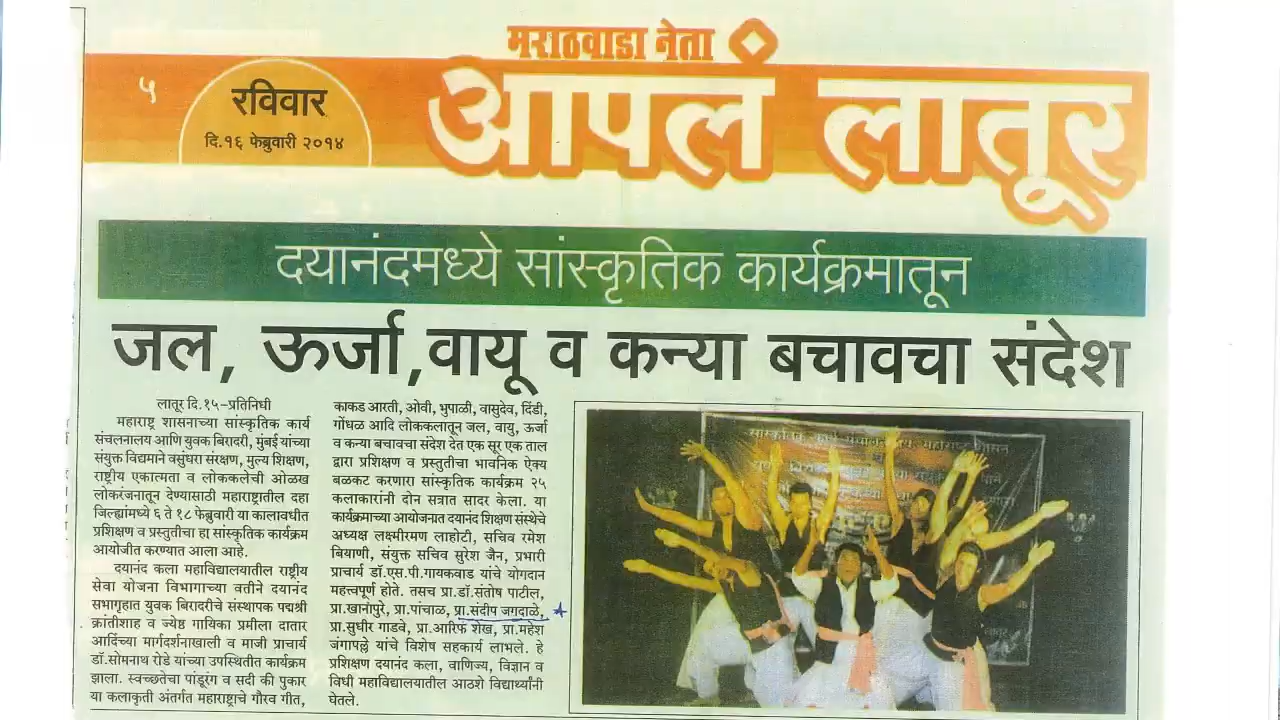 मराठवाडा नेता
५
रविवार
दि.१६ फेब्रुवारी २०१४
आपलं लातूर
दयानंदमध्ये सांस्कृतिक कार्यक्रमातून
जल, ऊर्जा,वायू व कन्या बचावचा संदेश
लातूर दि.१५-प्रतिनिधी
महाराष्ट्र शासनाच्या सांस्कृतिक कार्य
संचलनालय आणि युवक बिरादरी, मुंबई यांच्या
संयुक्त विद्यमाने वसुंधरा संरक्षण, मुल्य शिक्षण,
राष्ट्रीय एकात्मता व लोककलेची ओळख
लोकरंजनातून देण्यासाठी महाराष्ट्रातील दहा
जिल्ह्यांमध्ये ६ ते १८ फेब्रुवारी या कालावधीत
प्रशिक्षण व प्रस्तुतीचा हा सांस्कृतिक कार्यक्रम
आयोजीत करण्यात आला आहे.
दयानंद कला महाविद्यालयातील राष्ट्रीय
सेवा योजना विभागाच्या वतीने दयानंद
सभागृहात युवक बिरादरीचे संस्थापक पद्मश्री
क्रांतीशाह व ज्येष्ठ गायिका प्रमीला दातार
आदिंच्या मार्गदर्शनाखाली व माजी प्राचार्य
डॉ.सोमनाथ रोडे यांच्या उपस्थितीत कार्यक्रम
झाला. स्वच्छतेचा पांडूरंग व सदी की पुकार
या कलाकृती अंतर्गत महाराष्ट्राचे गौरव गीत,
काकड आरती, ओवी, भुपाळी, वासुदेव, दिंडी,
गोंधळ आदि लोककलातून जल, वायु, ऊर्जा
व कन्या बचावचा संदेश देत एक सूर एक ताल
द्वारा प्रशिक्षण व प्रस्तुतीचा भावनिक ऐक्य
बळकट करणारा सांस्कृतिक कार्यक्रम २५
कलाकारांनी दोन सत्रात सादर केला. या
कार्यक्रमाच्या आयोजनात दयानंद शिक्षण संस्थेचे
अध्यक्ष लक्ष्मीरमण लाहोटी, सचिव रमेश
बियाणी, संयुक्त सचिव सुरेश जैन, प्रभारी
प्राचार्य डॉ.एस.पी.गायकवाड यांचे योगदान
महत्त्वपूर्ण होते. तसच प्रा.डॉ.संतोष पाटील,
प्रा.खानापुरे, प्रा.पांचाळ, प्रा.संदीप जगदाळे,
प्रा.सुधीर गाडवे, प्रा.आरिफ शेख, प्रा.महेश
जंगापल्ले यांचे विशेष सहकार्य लाभले. हे
प्रशिक्षण दयानंद कला, वाणिज्य, विज्ञान व
विधी महाविद्यालयातील आठशे विद्यार्थ्यांनी
घेतले.